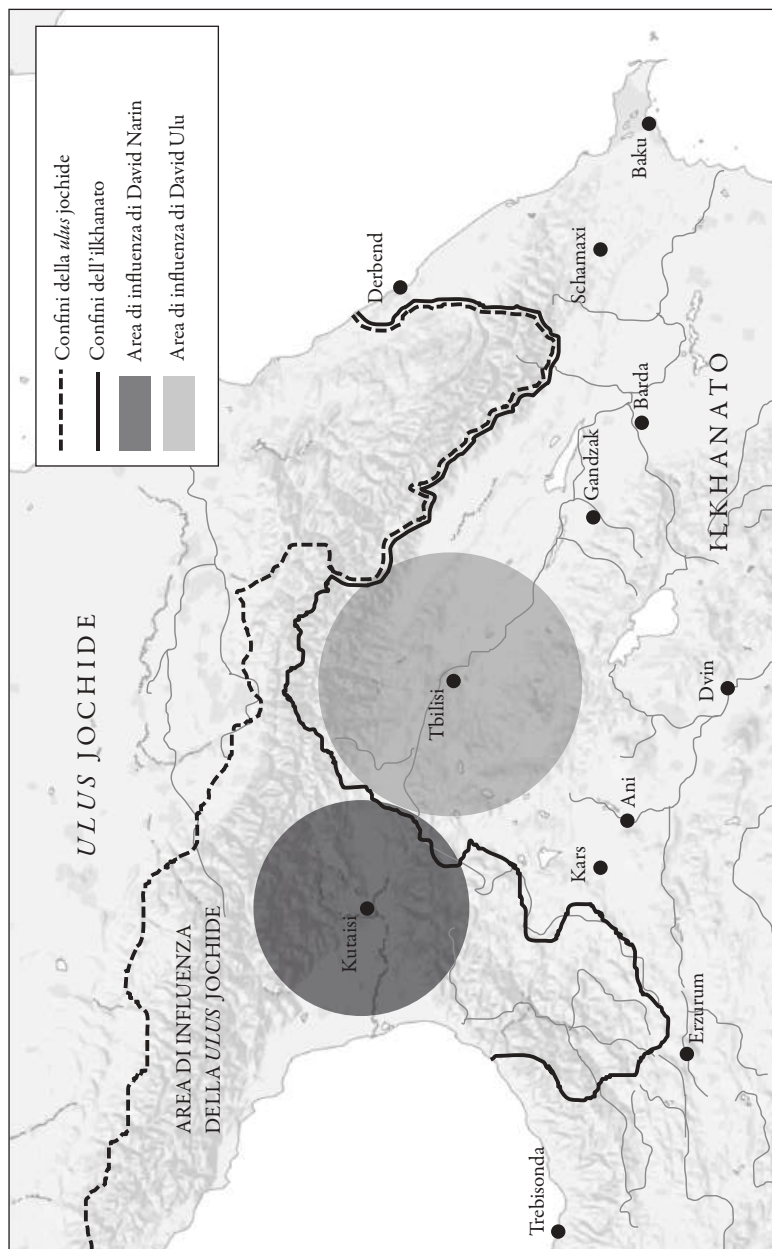 Confini della ulus jochide
Confini dell'ilkhanato
Area di influenza di David Narin
Area di influenza di David Ulu
ULUS JOCHIDE
AREA DI INFLUENZA
DELLA ULUS JOCHIDE
Derbend
Kutaisi
Tbilisi
Baku
Schamaxi
Gandzak
Barda
ILKHANATO
Kars
Ani
Dvin
Trebisonda
Erzurum